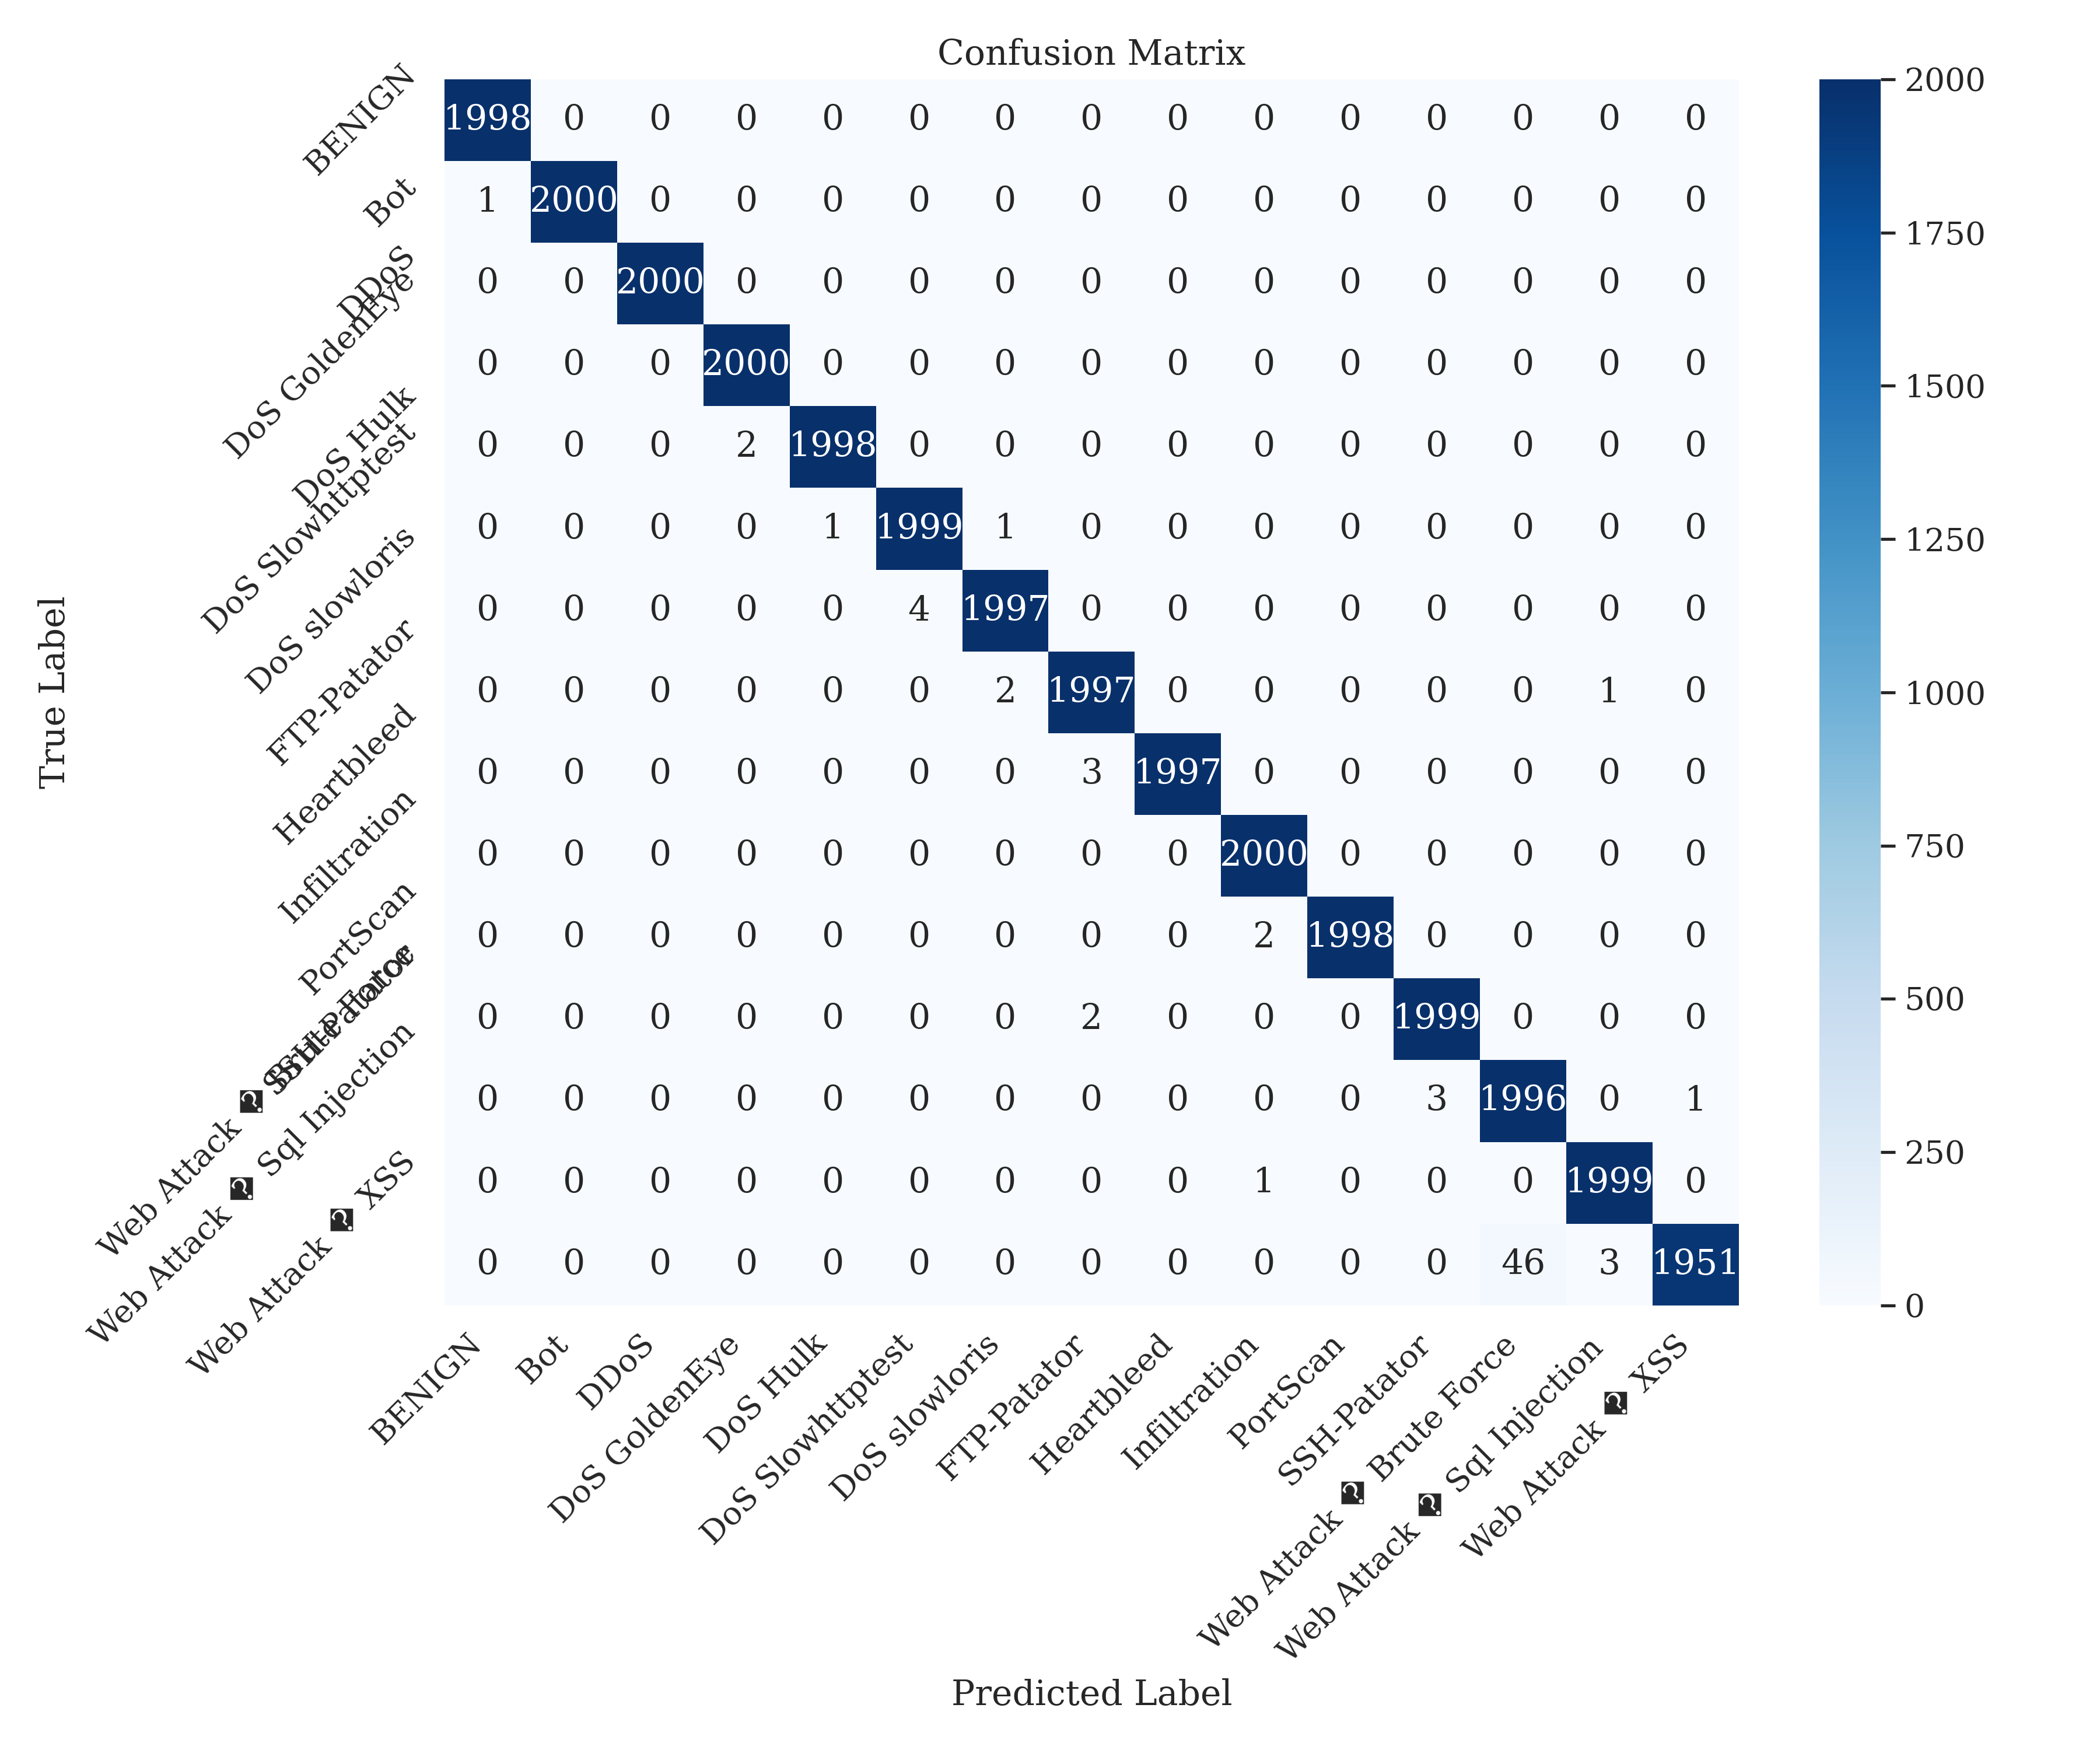 Confusion Matrix
True Label
BENIGN 1998 0 0 0 0 0 0 0 0 0 0 0 0 0 0
Bot 1 2000 0 0 0 0 0 0 0 0 0 0 0 0 0
DDoS 0 0 2000 0 0 0 0 0 0 0 0 0 0 0 0
DoS GoldenEye 0 0 0 2000 0 0 0 0 0 0 0 0 0 0 0
DoS Hulk 0 0 0 2 1998 0 0 0 0 0 0 0 0 0 0
DoS Slowhttptest 0 0 0 0 1 1999 1 0 0 0 0 0 0 0 0
DoS slowloris 0 0 0 0 0 4 1997 0 0 0 0 0 0 0 0
FTP-Patator 0 0 0 0 0 0 2 1997 0 0 0 0 0 1 0
Heartbleed 0 0 0 0 0 0 0 3 1997 0 0 0 0 0 0
Infiltration 0 0 0 0 0 0 0 0 0 2000 0 0 0 0 0
PortScan 0 0 0 0 0 0 0 0 0 2 1998 0 0 0 0
SSH-Patator 0 0 0 0 0 0 0 2 0 0 0 1999 0 0 0
Web Attack � Brute Force 0 0 0 0 0 0 0 0 0 0 0 3 1996 0 1
Web Attack � Sql Injection 0 0 0 0 0 0 0 0 0 1 0 0 0 1999 0
Web Attack � XSS 0 0 0 0 0 0 0 0 0 0 0 0 46 3 1951
BENIGN
Bot
DDoS
DoS GoldenEye
DoS Hulk
DoS Slowhttptest
DoS slowloris
FTP-Patator
Heartbleed
Infiltration
PortScan
SSH-Patator
Web Attack � Brute Force
Web Attack � Sql Injection
Web Attack � XSS
Predicted Label
2000
1750
1500
1250
1000
750
500
250
0